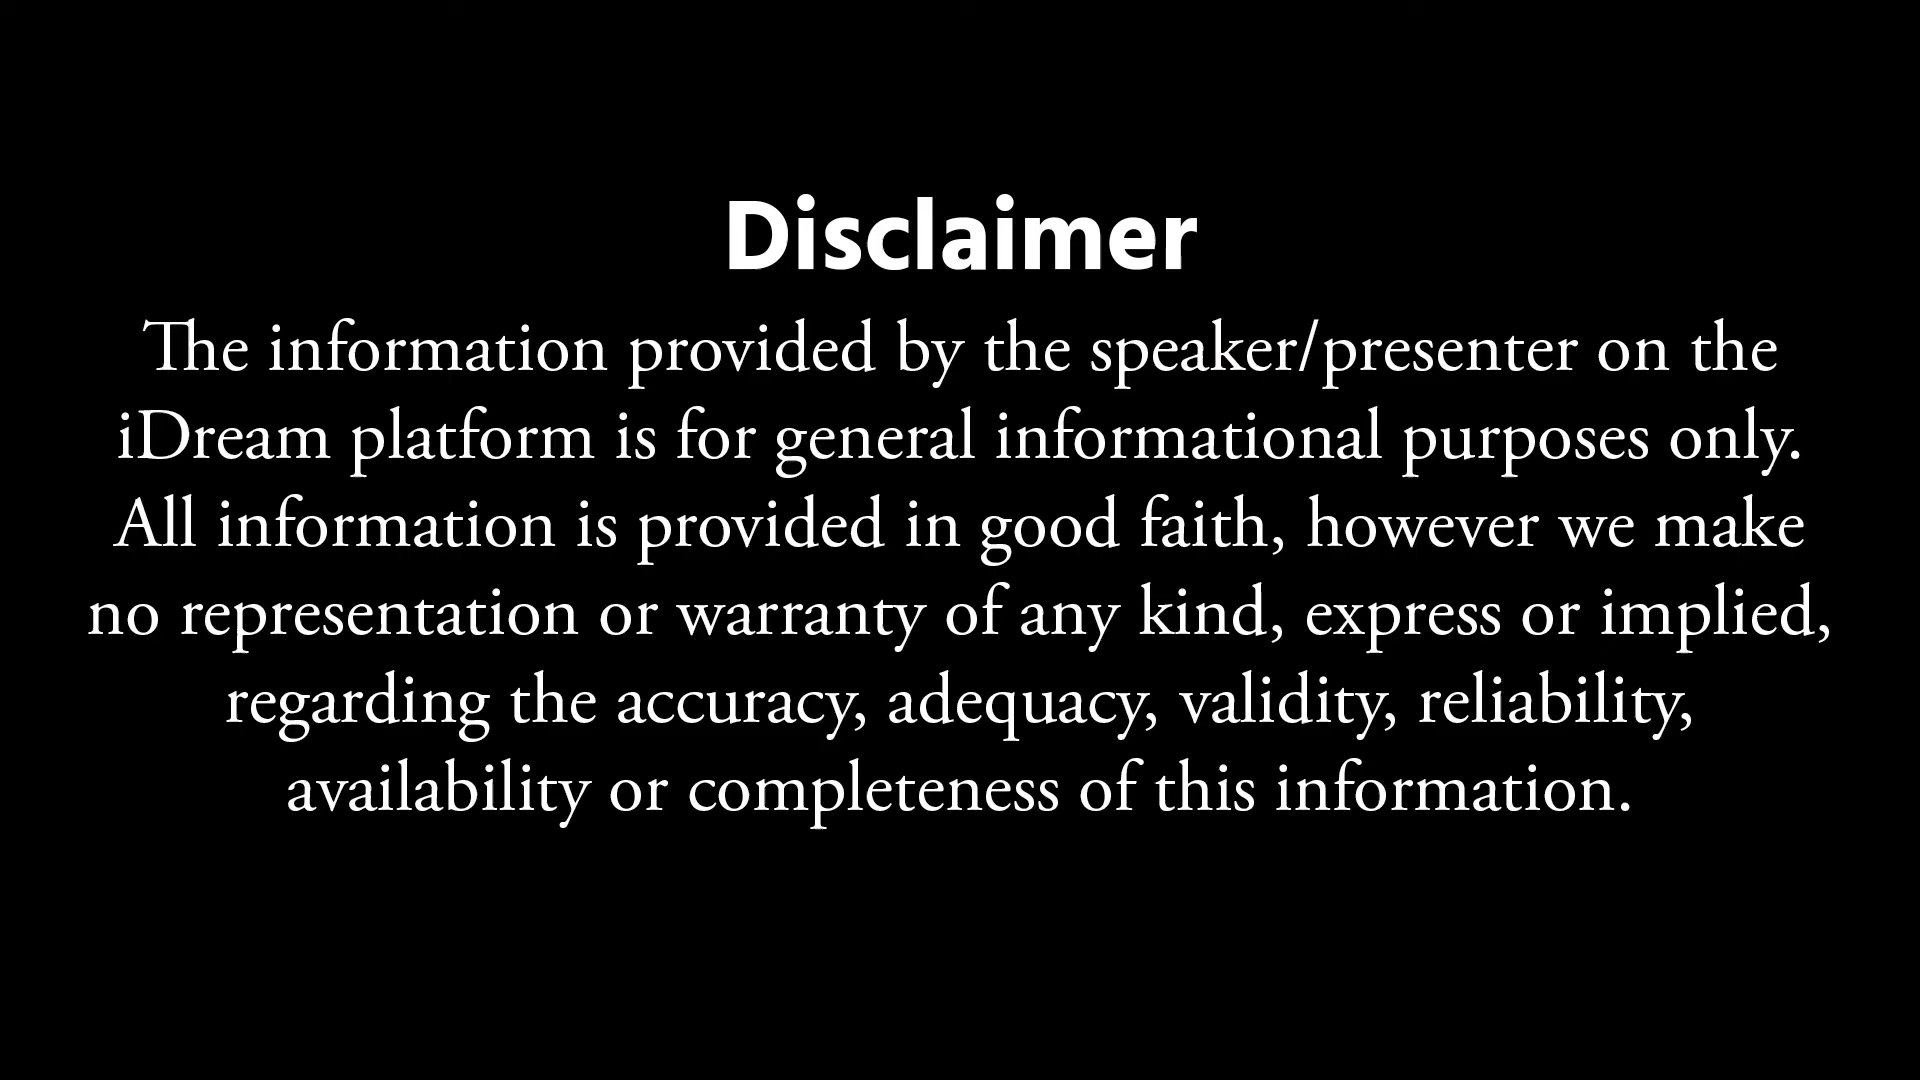 Disclaimer
The information provided by the speaker/presenter on the
iDream platform is for general informational purposes only.
All information is provided in good faith, however we make
no representation or warranty of any kind, express or implied,
regarding the accuracy, adequacy, validity, reliability,
availability or completeness of this information.